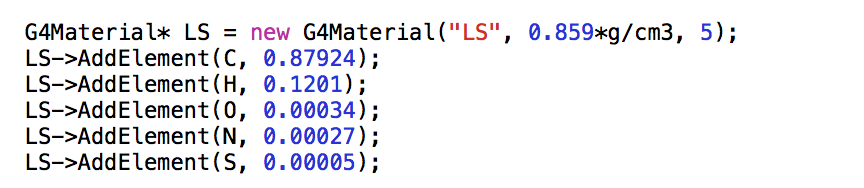 G4Material* LS = new G4Material("LS", 0.859*g/cm3, 5);
LS->AddElement(C, 0.87924);
LS->AddElement(H, 0.1201);
LS->AddElement(O, 0.00034);
LS->AddElement(N, 0.00027);
LS->AddElement(S, 0.00005);